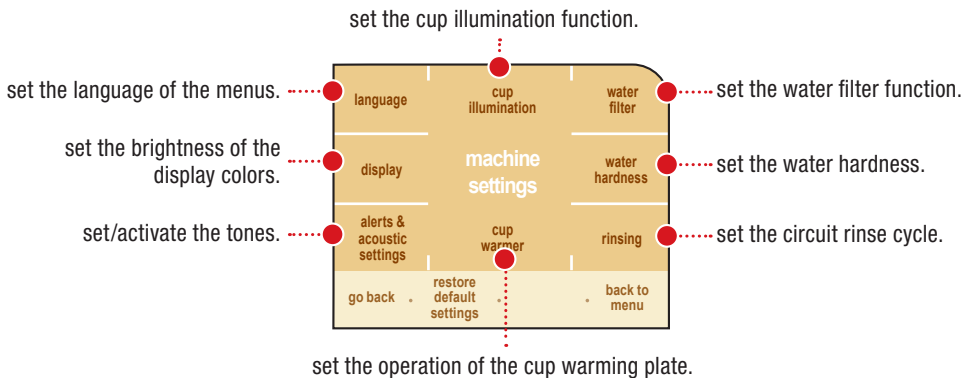 set the cup illumination function.
set the language of the menus.
language
cup
illumination
water
filter
set the water filter function.
set the brightness of the
display colors.
display
machine
settings
water
hardness
set the water hardness.
set/activate the tones.
alerts &
acoustic
settings
cup
warmer
rinsing
set the circuit rinse cycle.
go back
restore
default
settings
back to
menu
set the operation of the cup warming plate.